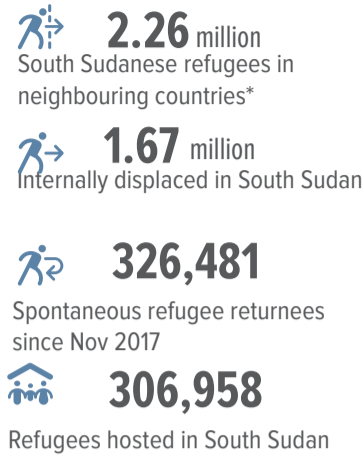 2.26 million
South Sudanese refugees in
neighbouring countries*
1.67 million
Internally displaced in South Sudan
326,481
Spontaneous refugee returnees
since Nov 2017
306,958
Refugees hosted in South Sudan